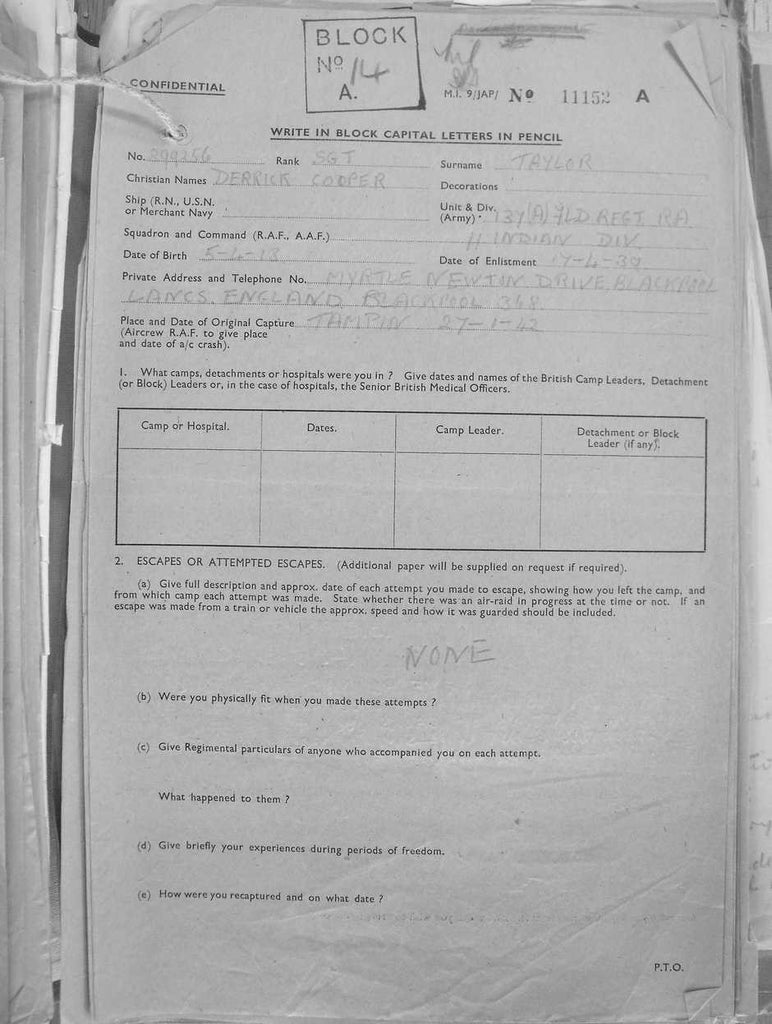 BLOCK
No 14
A.
CONFIDENTIAL
M.I. 9/JAP/ No 11152 A
WRITE IN BLOCK CAPITAL LETTERS IN PENCIL
No. Rank SGT Surname TAYLOR
Christian Names DERRICK COOPER Decorations
Ship (R.N., U.S.N. or Merchant Navy
Unit & Div. (Army) 137(A) FLD. REGT RA
Squadron and Command (R.A.F., A.A.F.) 11 INDIAN DIV
Date of Birth 5-4-18 Date of Enlistment 17-4-39
Private Address and Telephone No. MYRTLE NEWTON DRIVE, BLACKPOOL
LANCS. ENGLAND BLACKPOOL 368
Place and Date of Original Capture TAMPIN 27-1-42
(Aircrew R.A.F. to give place
and date of a/c crash).
1. What camps, detachments or hospitals were you in ? Give dates and names of the British Camp Leaders, Detachment
(or Block) Leaders or, in the case of hospitals, the Senior British Medical Officers.
Camp or Hospital. Dates. Camp Leader. Detachment or Block
Leader (if any).
2. ESCAPES OR ATTEMPTED ESCAPES. (Additional paper will be supplied on request if required).
(a) Give full description and approx. date of each attempt you made to escape, showing how you left the camp, and
from which camp each attempt was made. State whether there was an air-raid in progress at the time or not. If an
escape was made from a train or vehicle the approx. speed and how it was guarded should be included.
NONE
(b) Were you physically fit when you made these attempts ?
(c) Give Regimental particulars of anyone who accompanied you on each attempt.
What happened to them ?
(d) Give briefly your experiences during periods of freedom.
(e) How were you recaptured and on what date ?
P.T.O.